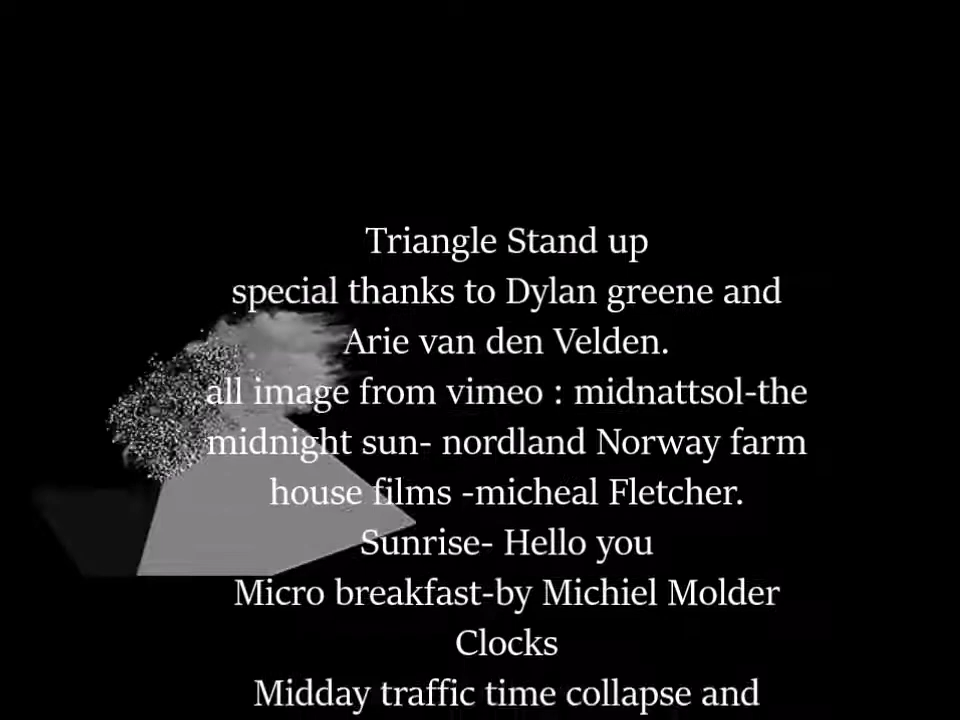 Triangle Stand up
special thanks to Dylan greene and
Arie van den Velden.
all image from vimeo : midnattsol-the
midnight sun- nordland Norway farm
house films -micheal Fletcher.
Sunrise- Hello you
Micro breakfast-by Michiel Molder
Clocks
Midday traffic time collapse and